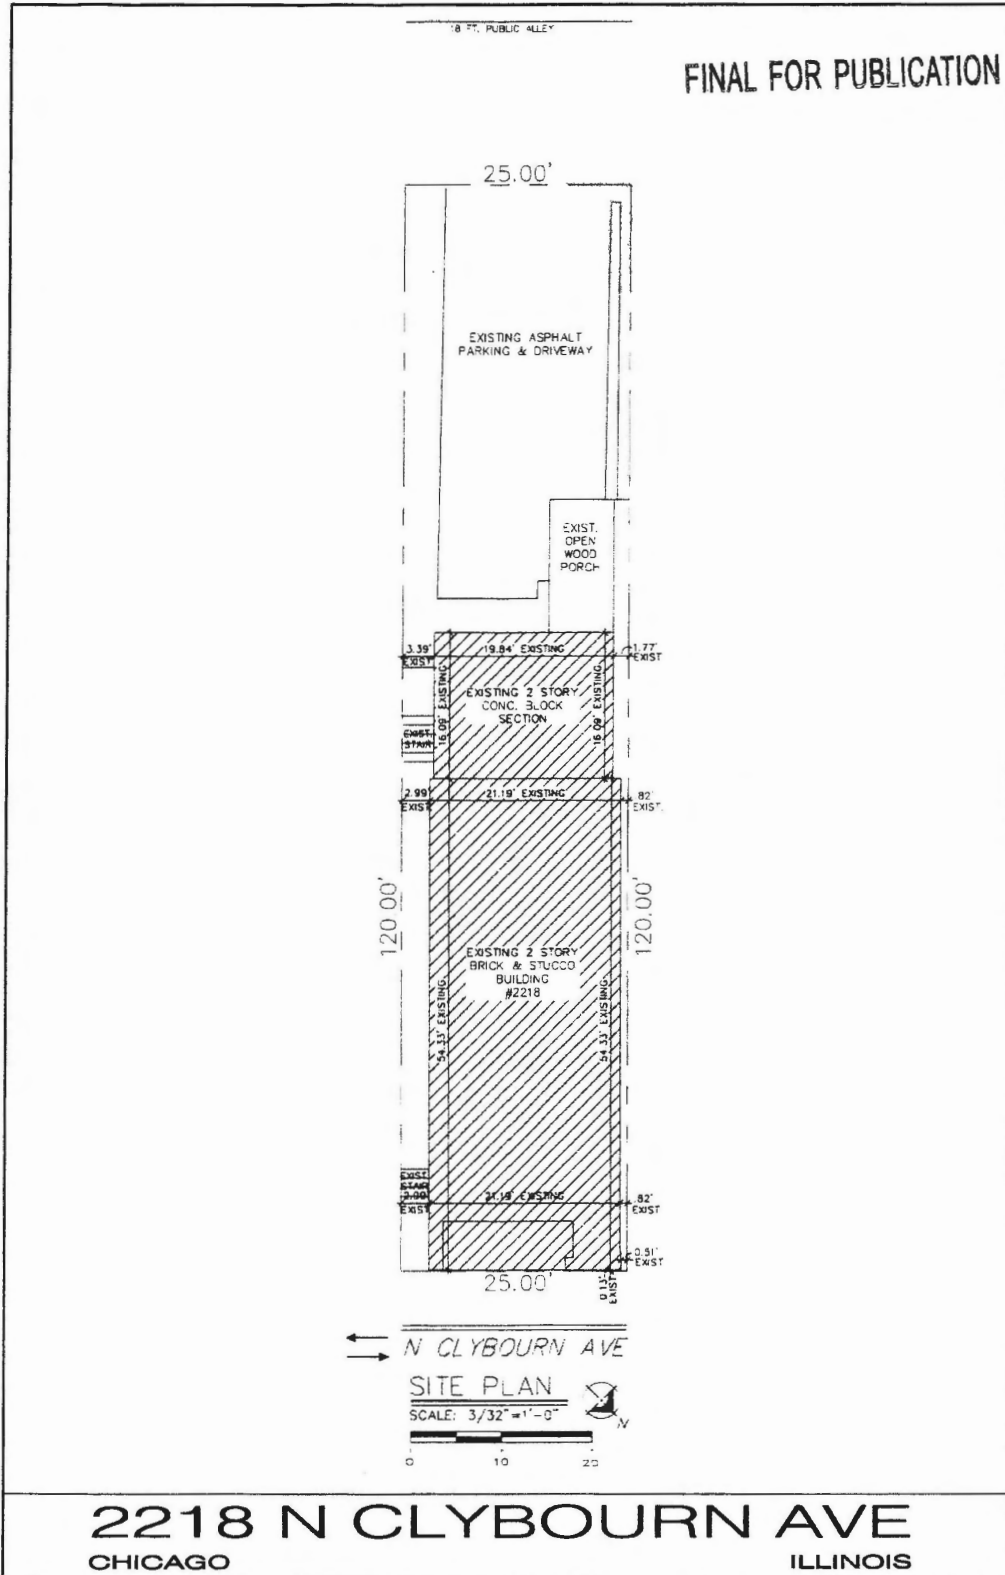 18 FT. PUBLIC ALLEY
FINAL FOR PUBLICATION
25.00'
EXISTING ASPHALT
PARKING & DRIVEWAY
EXIST.
OPEN
WOOD
PORCH
3.39'
EXIST
19.84' EXISTING
1.77'
EXIST
16.09' EXISTING
EXISTING 2 STORY
CONC. BLOCK
SECTION
16.09' EXISTING
EXIST.
STAIR
2.99'
EXIST
21.19' EXISTING
.82'
EXIST.
120.00'
120.00'
EXISTING 2 STORY
BRICK & STUCCO
BUILDING
#2218
54.33' EXISTING
54.33' EXISTING
EXIST
STAIR
EXIST
21.19' EXISTING
.82'
EXIST
0.51'
EXIST
25.00'
0.13'
EXIST
N CLYBOURN AVE
SITE PLAN
SCALE: 3/32"=1'-0"
N
0 10 20
2218 N CLYBOURN AVE
CHICAGO ILLINOIS